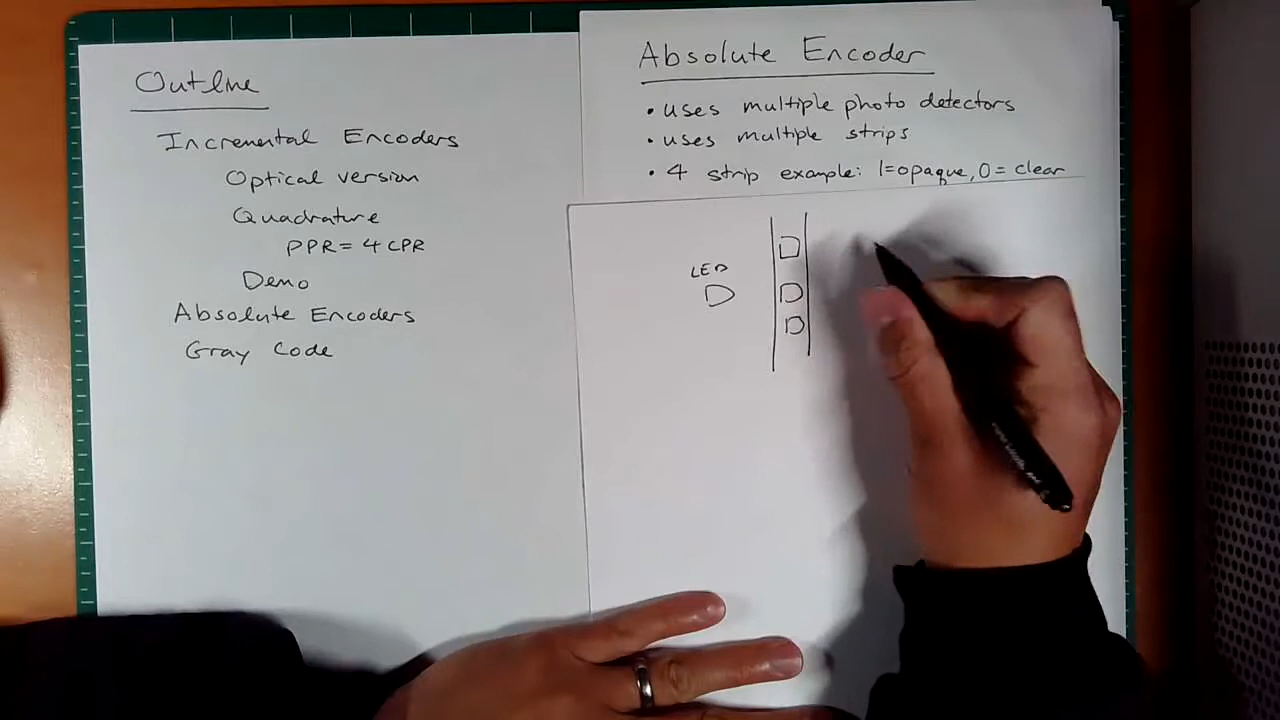 Outline
Incremental Encoders
Optical version
Quadrature
PPR = 4 CPR
Demo
Absolute Encoders
Gray Code
Absolute Encoder
• uses multiple photo detectors
• uses multiple strips
• 4 strip example: 1=opaque, 0 = clear
LED